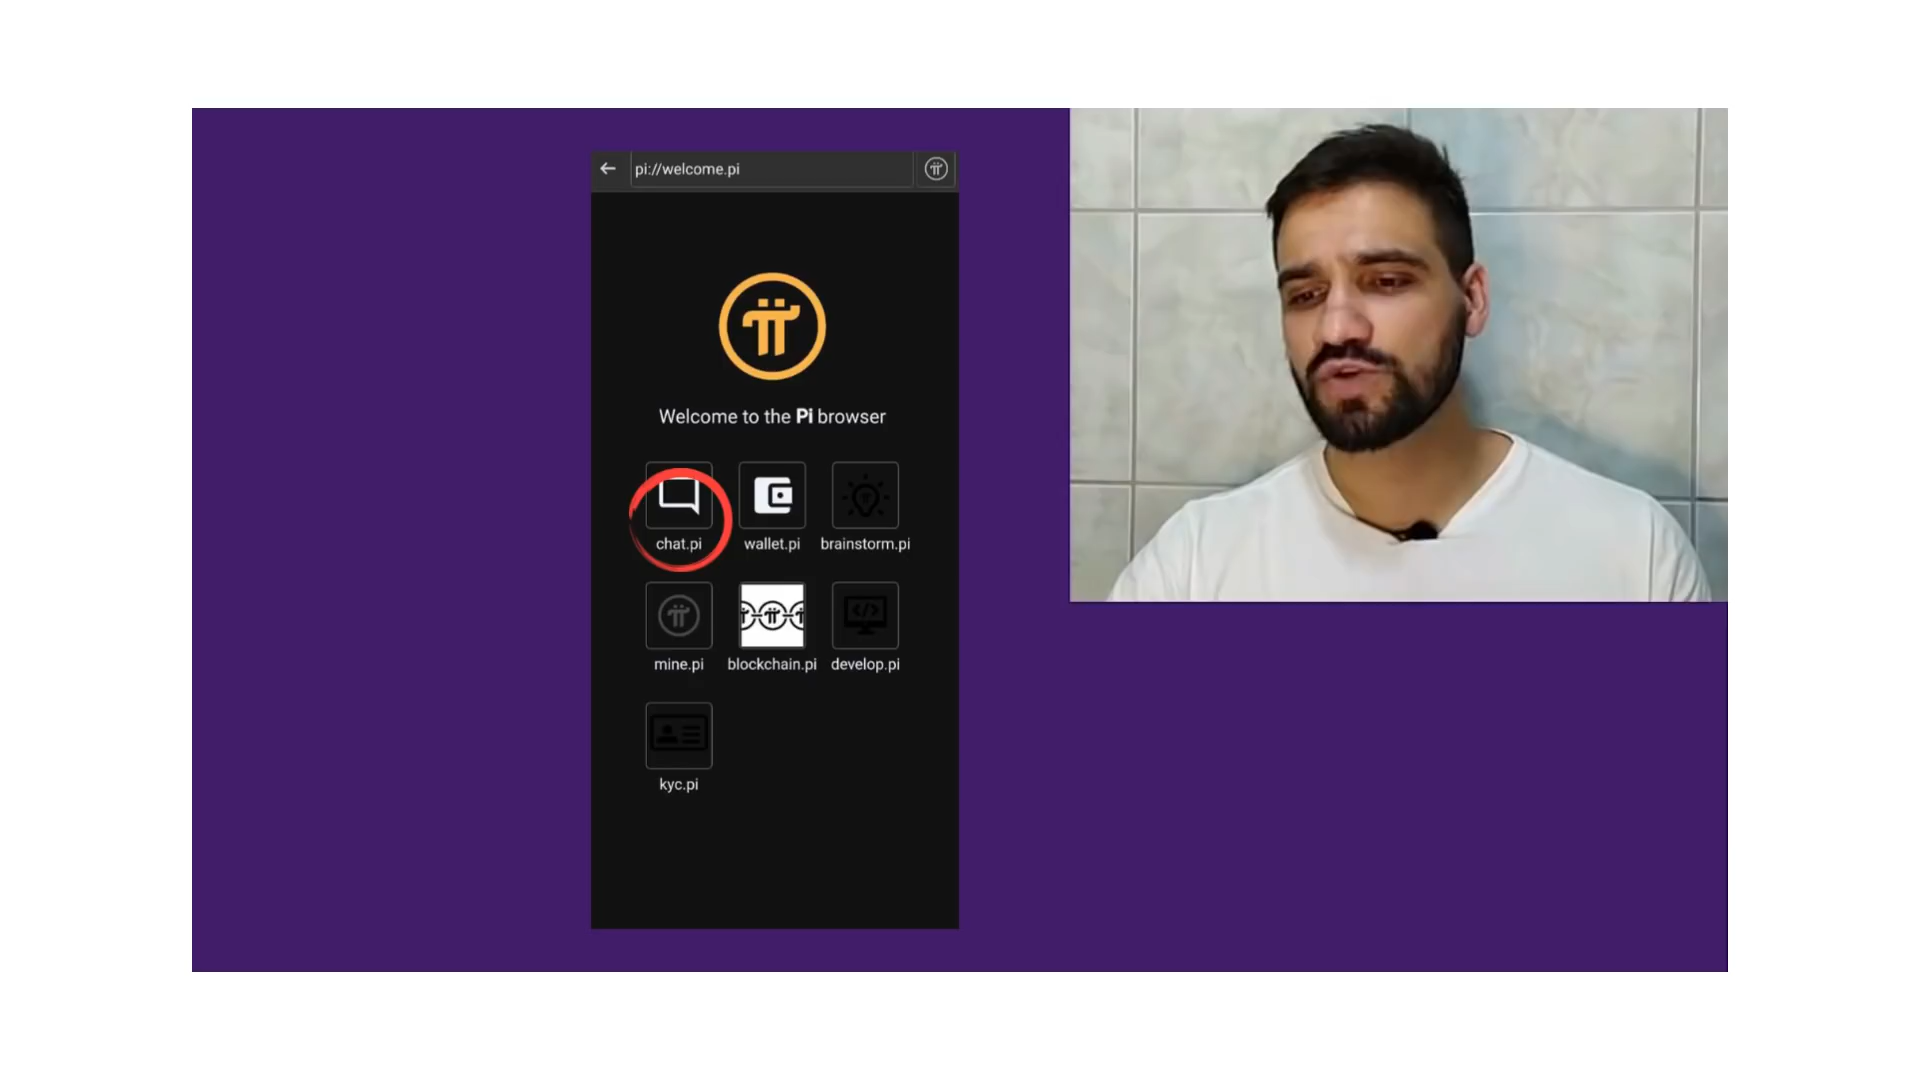 pi://welcome.pi
Welcome to the Pi browser
chat.pi
wallet.pi
brainstorm.pi
mine.pi
blockchain.pi
develop.pi
kyc.pi